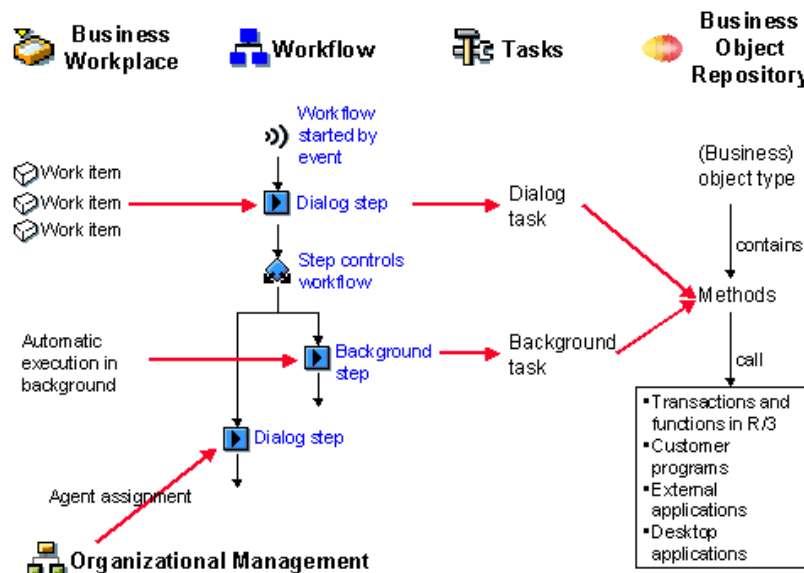 Business
Workplace
Workflow
Tasks
Business
Object
Repository
Workflow
started by
event
Work item
Work item
Work item
Dialog step
Dialog
task
(Business)
object type
contains
Step controls
workflow
Methods
Automatic
execution in
background
Background
step
Background
task
call
Dialog step
Agent assignment
▪Transactions and
functions in R/3
▪Customer
programs
▪External
applications
▪Desktop
applications
Organizational Management